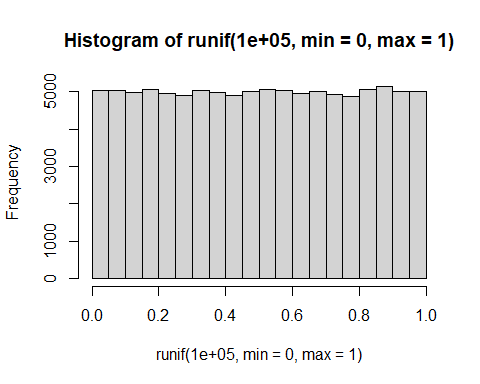 Histogram of runif(1e+05, min = 0, max = 1)
Frequency
5000
3000
1000
0
0.0 0.2 0.4 0.6 0.8 1.0
runif(1e+05, min = 0, max = 1)